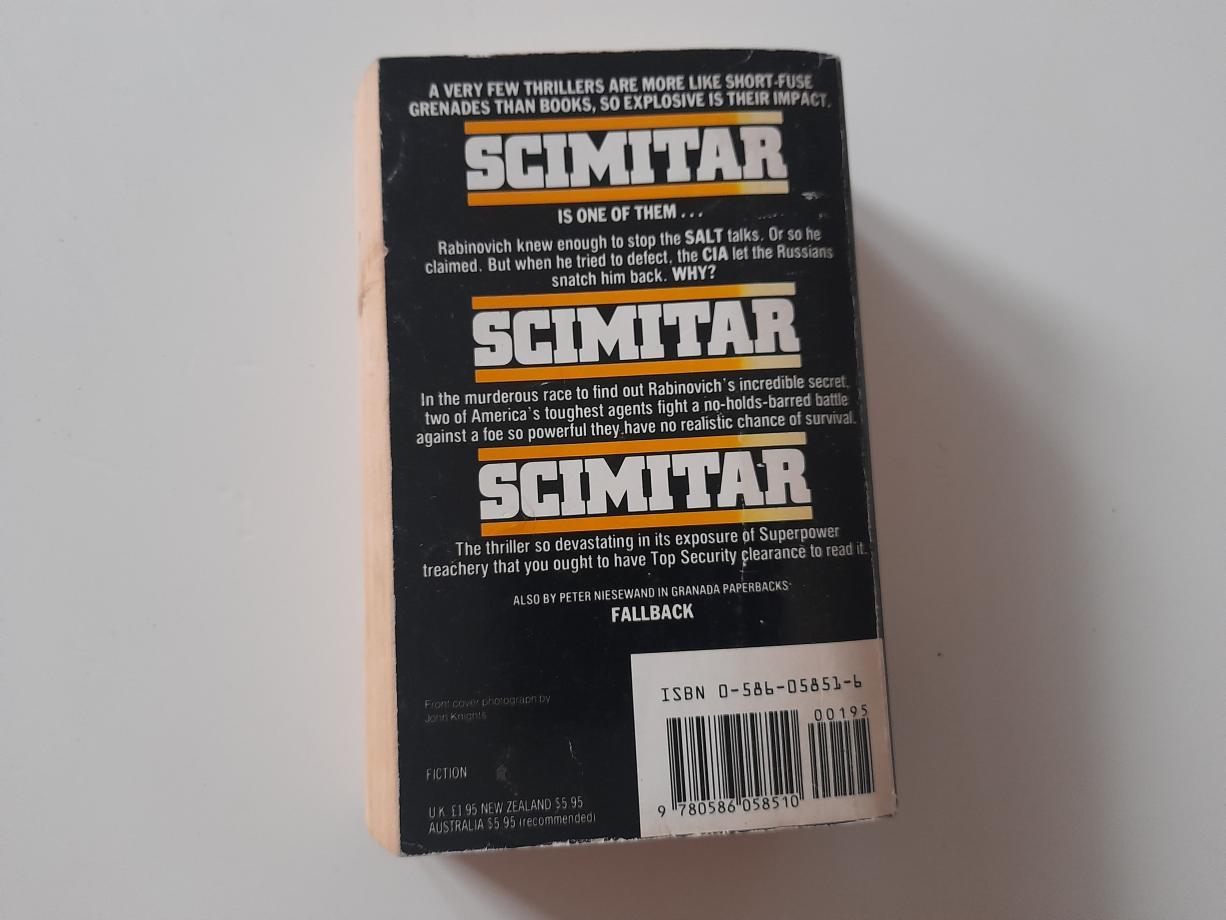 A VERY FEW THRILLERS ARE MORE LIKE SHORT-FUSE
GRENADES THAN BOOKS, SO EXPLOSIVE IS THEIR IMPACT.
SCIMITAR
IS ONE OF THEM . . .
Rabinovich knew enough to stop the SALT talks. Or so he
claimed. But when he tried to defect, the CIA let the Russians
snatch him back. WHY?
SCIMITAR
In the murderous race to find out Rabinovich's incredible secret,
two of America's toughest agents fight a no-holds-barred battle
against a foe so powerful they have no realistic chance of survival.
SCIMITAR
The thriller so devastating in its exposure of Superpower
treachery that you ought to have Top Security clearance to read it.
ALSO BY PETER NIESEWAND IN GRANADA PAPERBACKS
FALLBACK
Front cover photograph by
John Knights
FICTION
U.K. £1.95 NEW ZEALAND $5.95
AUSTRALIA $5.95 (recommended)
ISBN 0-586-05851-6
00195
9 780586 058510